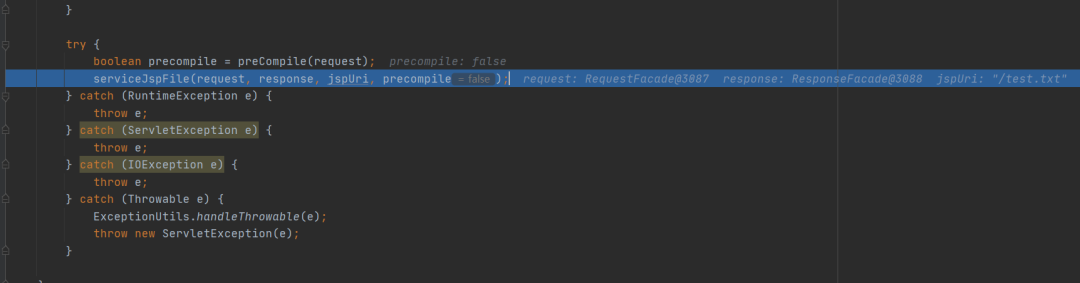 }
try {
boolean precompile = preCompile(request); precompile: false
serviceJspFile(request, response, jspUri, precompile = false ); request: RequestFacade@3087 response: ResponseFacade@3088 jspUri: "/test.txt"
} catch (RuntimeException e) {
throw e;
} catch (ServletException e) {
throw e;
} catch (IOException e) {
throw e;
} catch (Throwable e) {
ExceptionUtils.handleThrowable(e);
throw new ServletException(e);
}